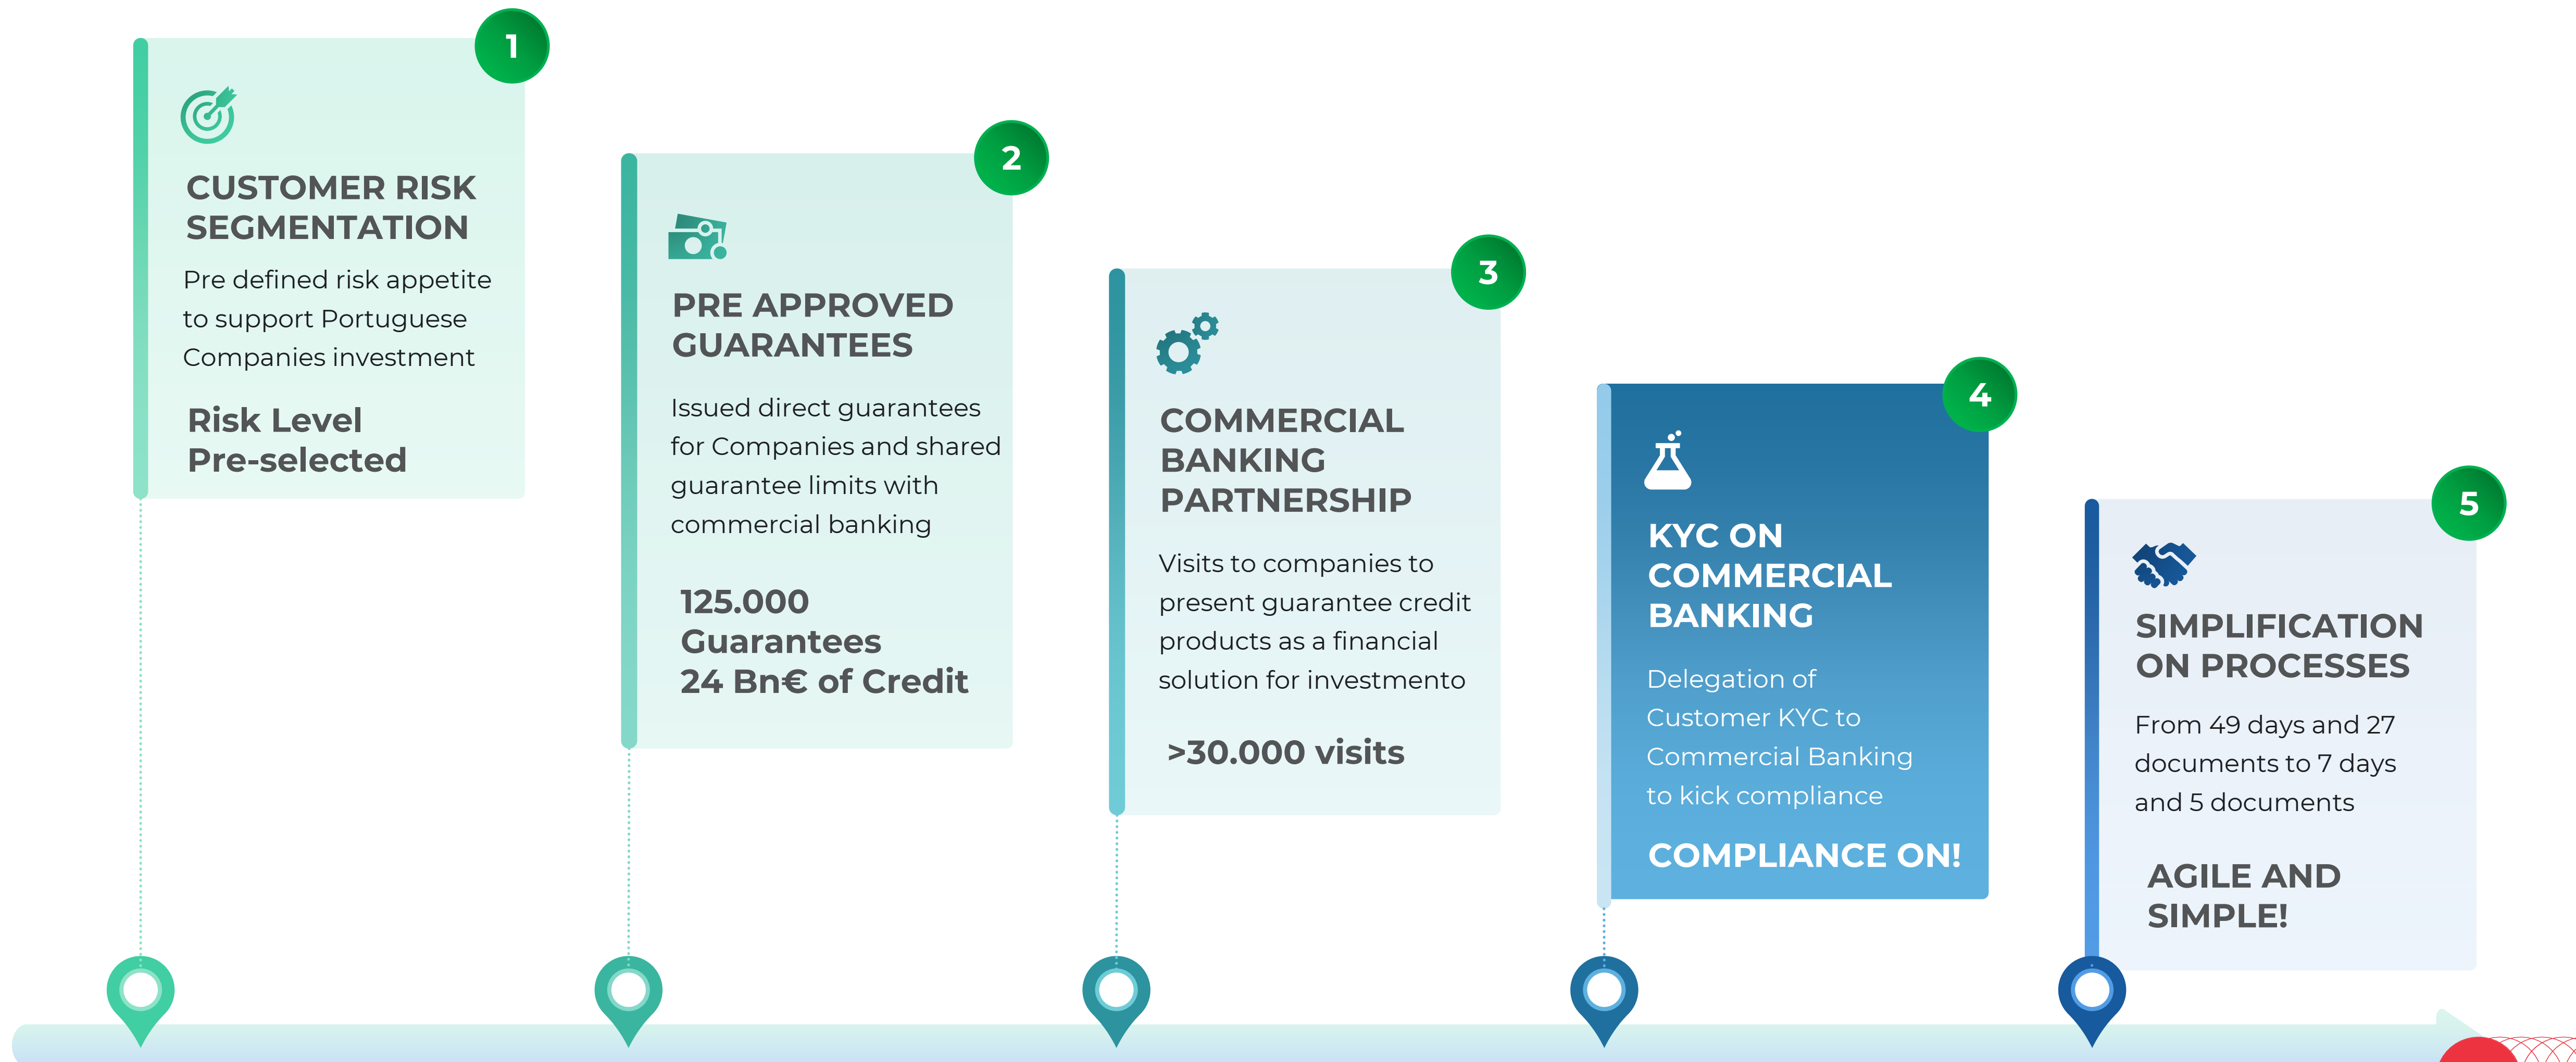 1
CUSTOMER RISK
SEGMENTATION
Pre defined risk appetite
to support Portuguese
Companies investment
Risk Level
Pre-selected
2
PRE APPROVED
GUARANTEES
Issued direct guarantees
for Companies and shared
guarantee limits with
commercial banking
125.000
Guarantees
24 Bn€ of Credit
3
COMMERCIAL
BANKING
PARTNERSHIP
Visits to companies to
present guarantee credit
products as a financial
solution for investmento
>30.000 visits
4
KYC ON
COMMERCIAL
BANKING
Delegation of
Customer KYC to
Commercial Banking
to kick compliance
COMPLIANCE ON!
5
SIMPLIFICATION
ON PROCESSES
From 49 days and 27
documents to 7 days
and 5 documents
AGILE AND
SIMPLE!